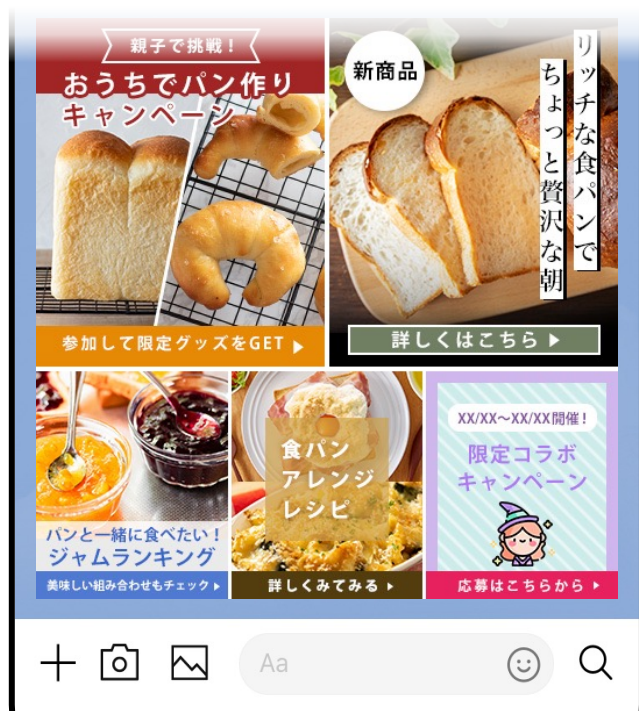 親子で挑戦！
おうちでパン作り
キャンペーン
参加して限定グッズをGET ▶
新商品
リッチな食パンで
ちょっと贅沢な朝
詳しくはこちら ▶
パンと一緒に食べたい！
ジャムランキング
美味しい組み合わせもチェック ▶
食パン
アレンジ
レシピ
詳しくみてみる ▶
XX/XX～XX/XX開催！
限定コラボ
キャンペーン
応募はこちらから ▶
Aa